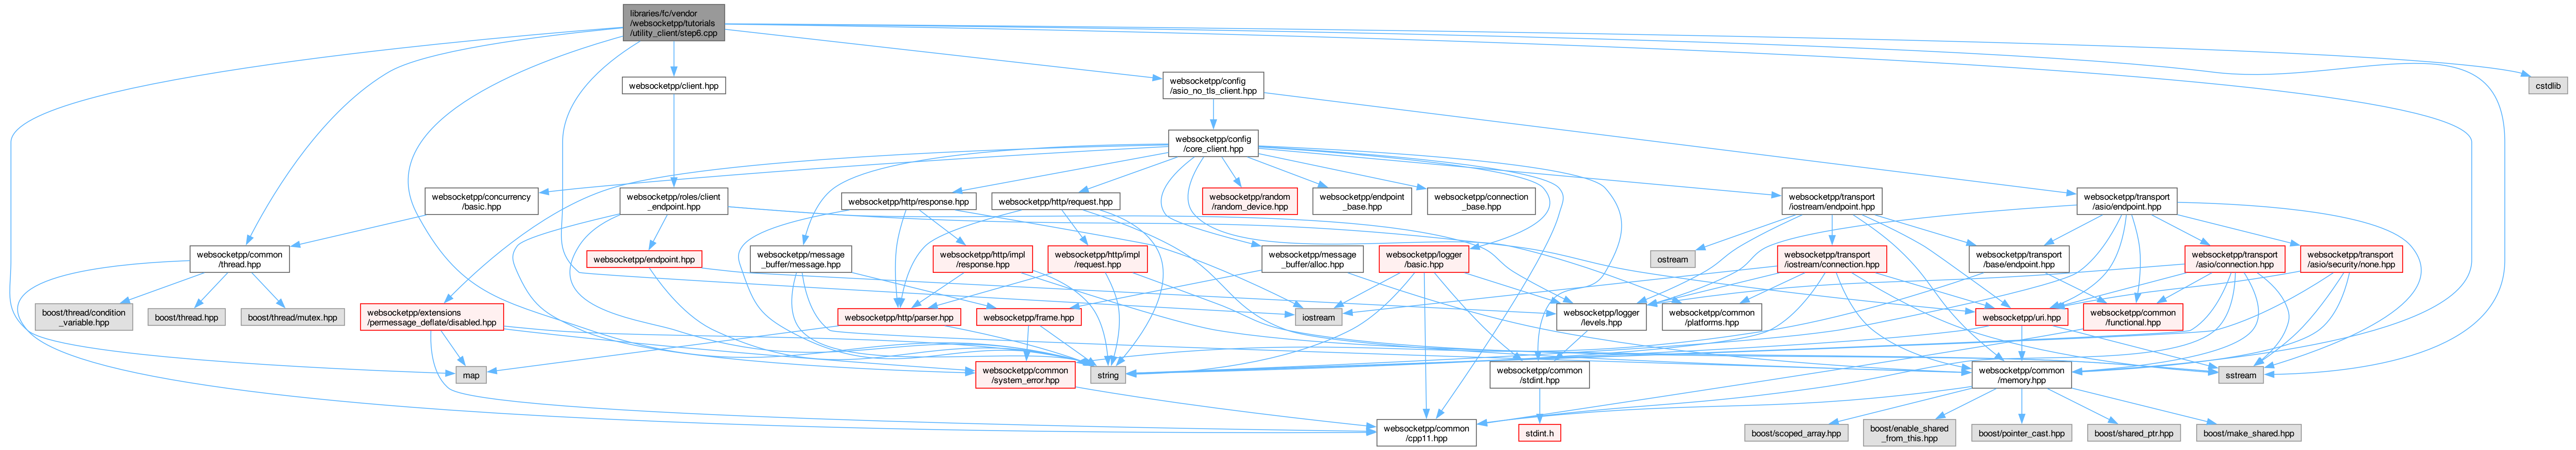 libraries/fc/vendor
/websocketpp/tutorials
/utility_client/step6.cpp
websocketpp/client.hpp
websocketpp/config
/asio_no_tls_client.hpp
cstdlib
websocketpp/config
/core_client.hpp
websocketpp/concurrency
/basic.hpp
websocketpp/roles/client
_endpoint.hpp
websocketpp/http/response.hpp
websocketpp/http/request.hpp
websocketpp/random
/random_device.hpp
websocketpp/endpoint
_base.hpp
websocketpp/connection
_base.hpp
websocketpp/transport
/iostream/endpoint.hpp
websocketpp/transport
/asio/endpoint.hpp
websocketpp/common
/thread.hpp
websocketpp/endpoint.hpp
websocketpp/message
_buffer/message.hpp
websocketpp/http/impl
/response.hpp
websocketpp/http/impl
/request.hpp
websocketpp/message
_buffer/alloc.hpp
websocketpp/logger
/basic.hpp
ostream
websocketpp/transport
/iostream/connection.hpp
websocketpp/transport
/base/endpoint.hpp
websocketpp/transport
/asio/connection.hpp
websocketpp/transport
/asio/security/none.hpp
boost/thread/condition
_variable.hpp
boost/thread.hpp
boost/thread/mutex.hpp
websocketpp/extensions
/permessage_deflate/disabled.hpp
websocketpp/http/parser.hpp
websocketpp/frame.hpp
iostream
websocketpp/logger
/levels.hpp
websocketpp/common
/platforms.hpp
websocketpp/uri.hpp
websocketpp/common
/functional.hpp
map
websocketpp/common
/system_error.hpp
string
websocketpp/common
/stdint.hpp
websocketpp/common
/memory.hpp
sstream
websocketpp/common
/cpp11.hpp
stdint.h
boost/scoped_array.hpp
boost/enable_shared
_from_this.hpp
boost/pointer_cast.hpp
boost/shared_ptr.hpp
boost/make_shared.hpp